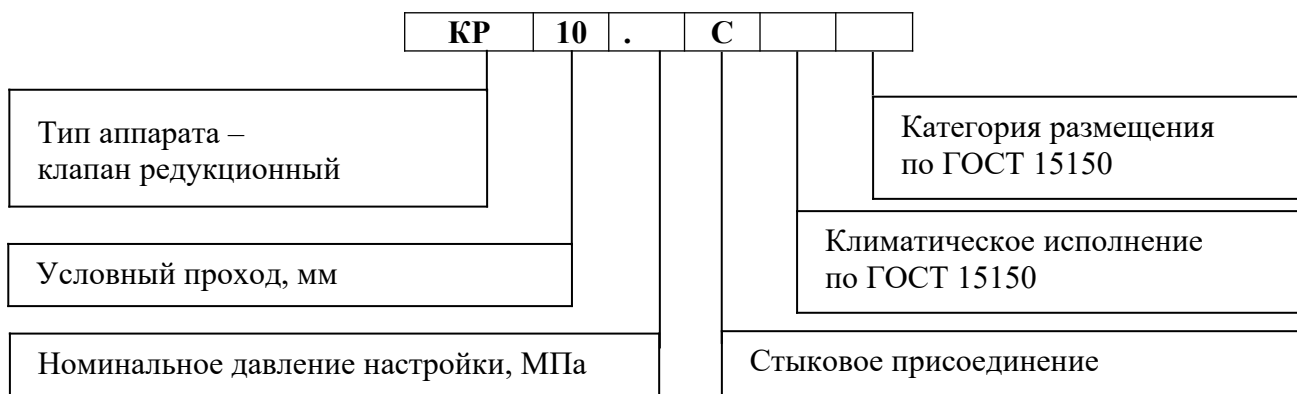 КР 10 . С
Тип аппарата –
клапан редукционный
Категория размещения
по ГОСТ 15150
Условный проход, мм
Климатическое исполнение
по ГОСТ 15150
Номинальное давление настройки, МПа
Стыковое присоединение